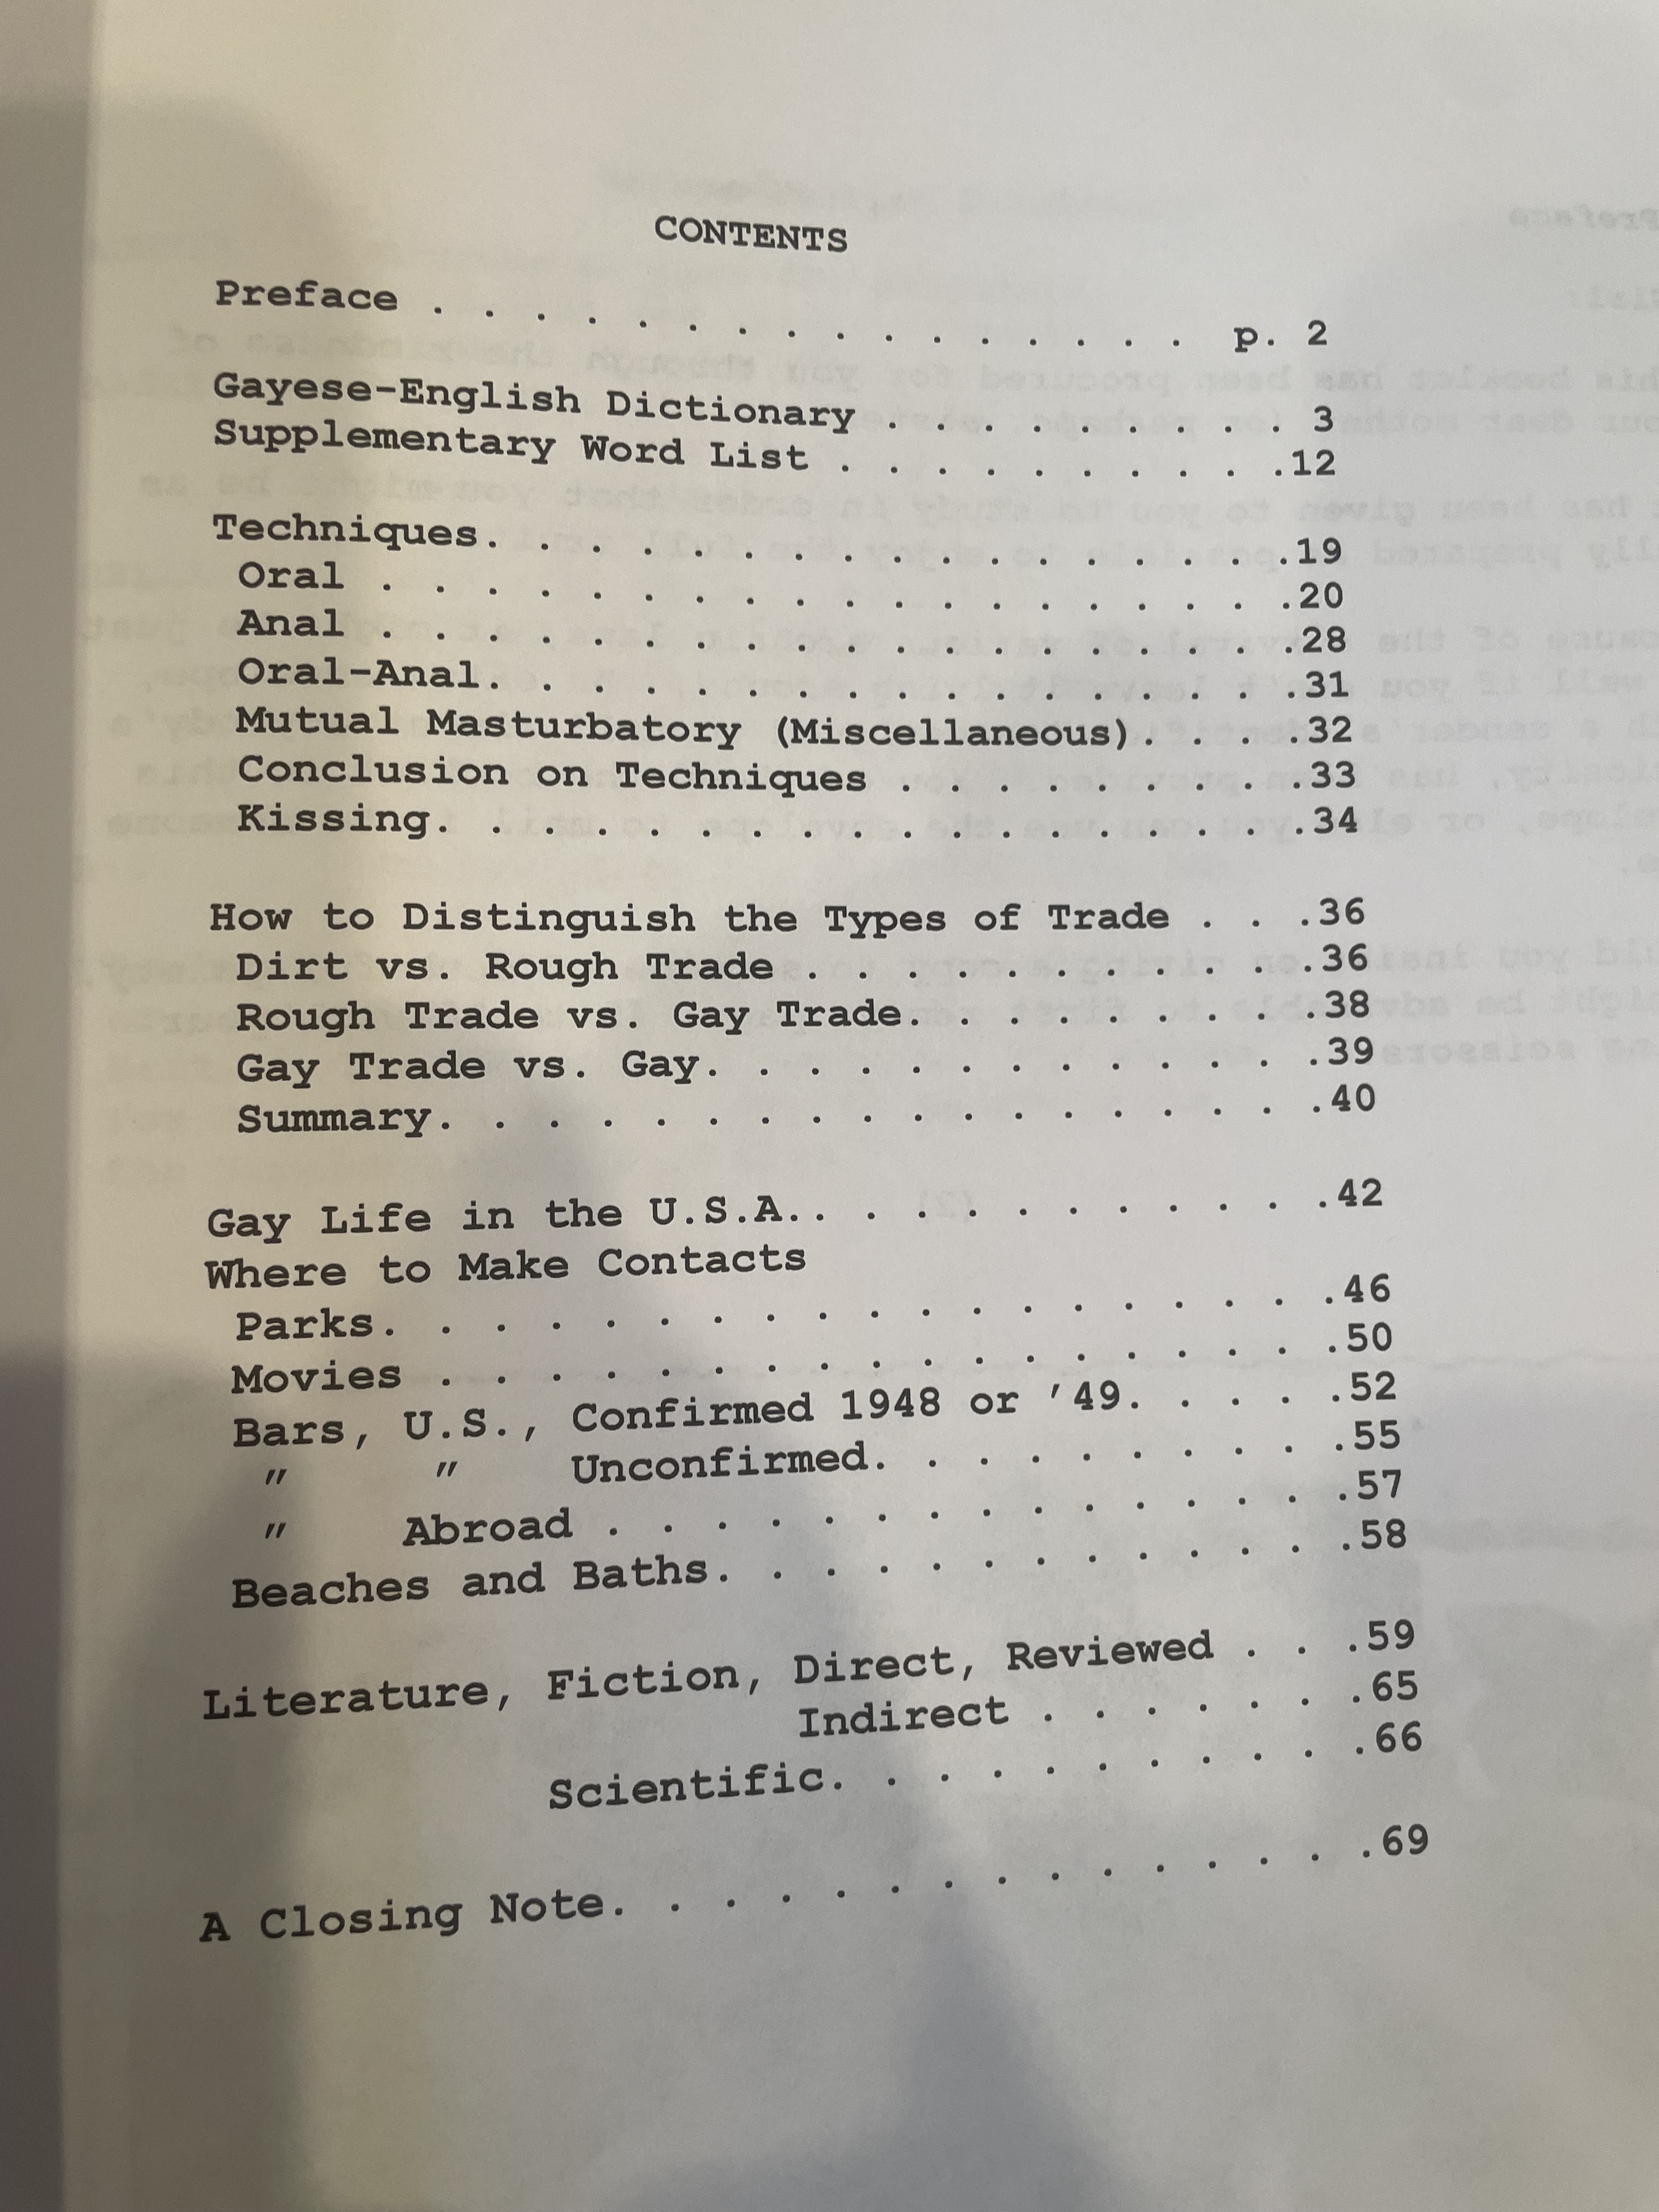 CONTENTS
Preface . . . . . . . . . . . . . . . p. 2
Gayese-English Dictionary . . . . . . . . 3
Supplementary Word List . . . . . . . . .12
Techniques. . . . . . . . . . . . . . . .19
Oral . . . . . . . . . . . . . . . . . .20
Anal . . . . . . . . . . . . . . . . . .28
Oral-Anal. . . . . . . . . . . . . . . .31
Mutual Masturbatory (Miscellaneous). . . .32
Conclusion on Techniques . . . . . . . .33
Kissing. . . . . . . . . . . . . . . . .34
How to Distinguish the Types of Trade . . .36
Dirt vs. Rough Trade . . . . . . . . . .36
Rough Trade vs. Gay Trade. . . . . . . .38
Gay Trade vs. Gay. . . . . . . . . . . .39
Summary. . . . . . . . . . . . . . . . .40
Gay Life in the U.S.A.. . . . . . . . . .42
Where to Make Contacts
Parks. . . . . . . . . . . . . . . . . .46
Movies . . . . . . . . . . . . . . . . .50
Bars, U.S., Confirmed 1948 or '49. . . . .52
" " Unconfirmed. . . . . . . . .55
" Abroad . . . . . . . . . . . . . .57
Beaches and Baths. . . . . . . . . . . .58
Literature, Fiction, Direct, Reviewed . . .59
Indirect . . . . . . .65
Scientific. . . . . . . . . .66
A Closing Note. . . . . . . . . . . . . .69